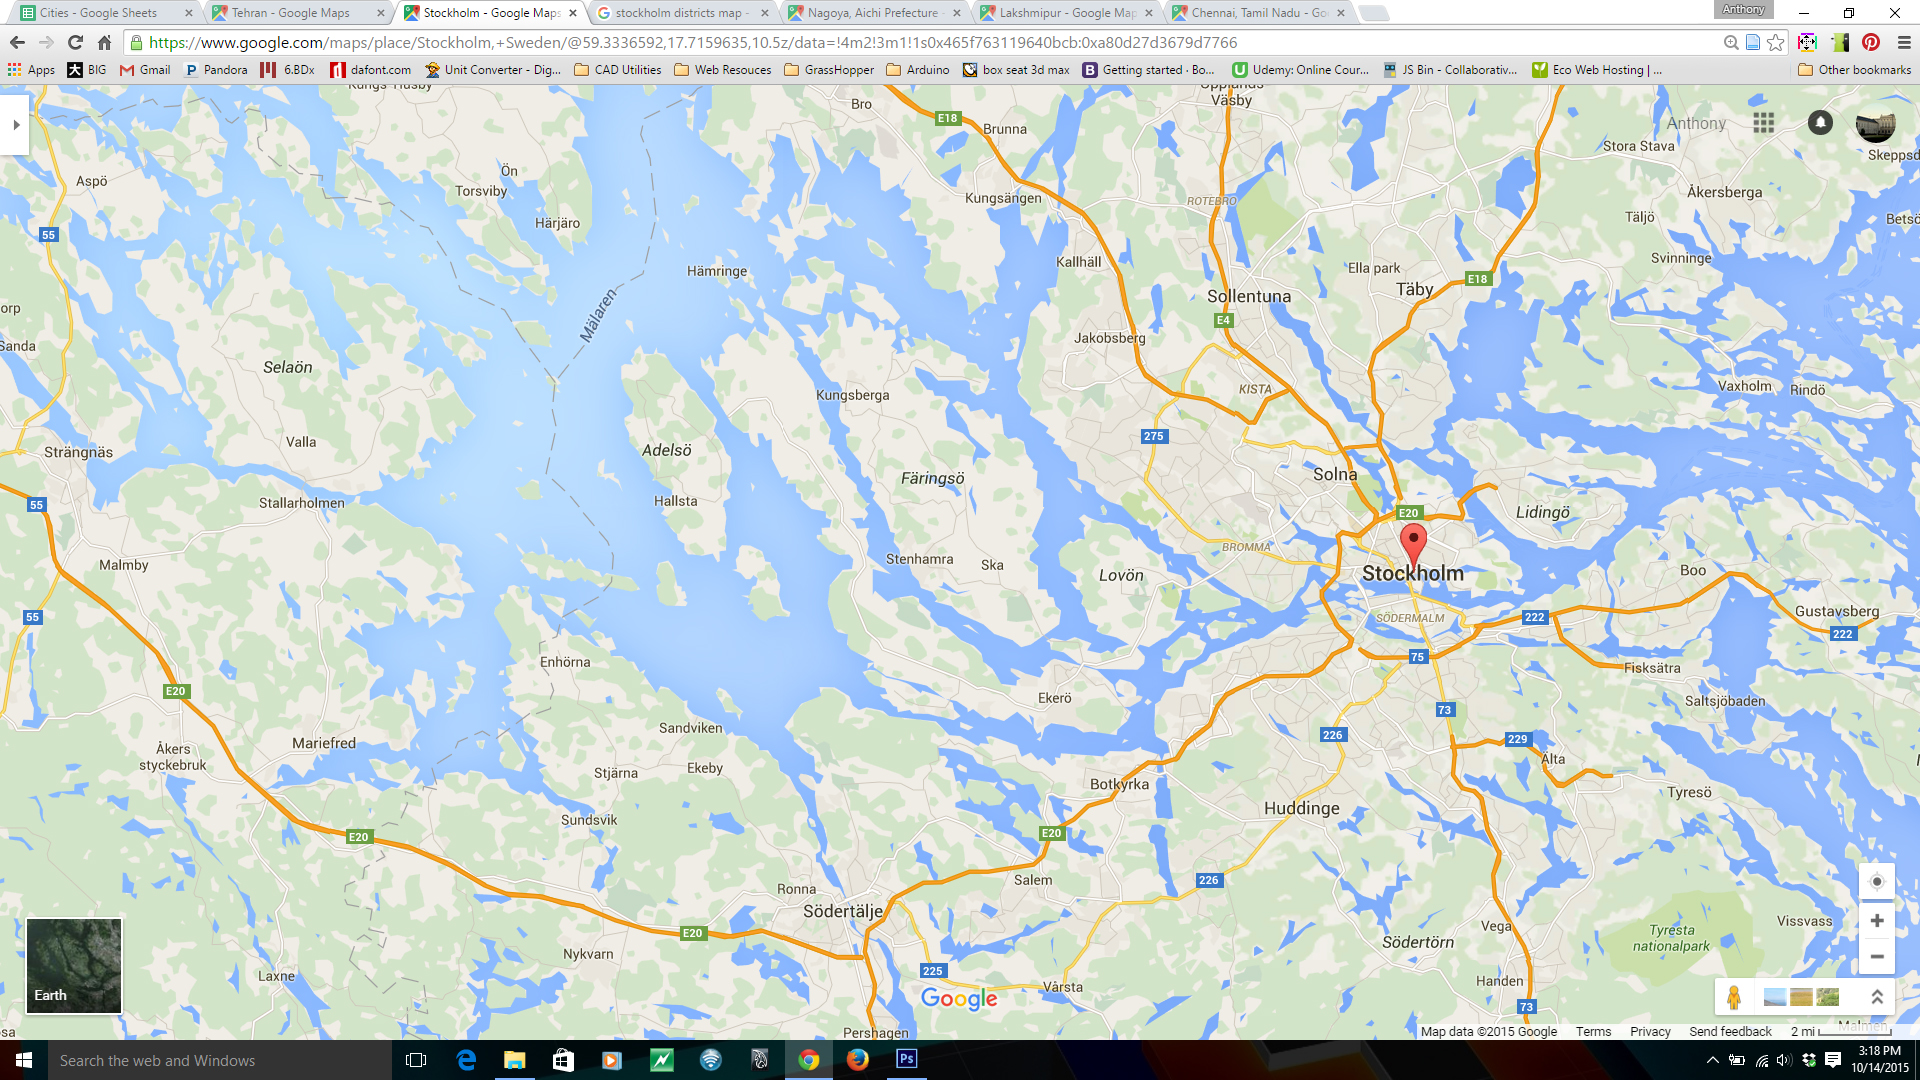 Cities - Google Sheets
Tehran - Google Maps
Stockholm - Google Maps
stockholm districts map -
Nagoya, Aichi Prefecture -
Lakshmipur - Google Map
Chennai, Tamil Nadu - Go
Anthony
https://www.google.com/maps/place/Stockholm,+Sweden/@59.3336592,17.7159635,10.5z/data=!4m2!3m1!1s0x465f763119640bcb:0xa80d27d3679d7766
Apps
BIG
Gmail
Pandora
6.BDx
dafont.com
Unit Converter - Dig...
CAD Utilities
Web Resouces
GrassHopper
Arduino
box seat 3d max
Getting started · Bo...
Udemy: Online Cour...
JS Bin - Collaborativ...
Eco Web Hosting | ...
Other bookmarks
Bro
Väsby
E18
Brunna
Anthony
Stora Stava
Skeppsd
Aspö
Ön
Torsviby
Kungsängen
ROTEBRO
Åkersberga
Härjärö
Täljö
Betsö
55
Kallhäll
Svinninge
Hämringe
Ella park
E18
Täby
Sollentuna
orp
Mälaren
E4
Sanda
Jakobsberg
Selaön
Kungsberga
KISTA
Vaxholm
Rindö
Valla
275
Strängnäs
Adelsö
Färingsö
Solna
Stallarholmen
Hallsta
55
E20
Lidingö
Malmby
Stenhamra
Ska
Lovön
BROMMA
Stockholm
Boo
55
SÖDERMALM
222
Gustavsberg
222
Enhörna
75
Fisksätra
E20
Ekerö
Saltsjöbaden
73
Sandviken
226
229
Mariefred
Åkers
styckebruk
Stjärna
Ekeby
Älta
Botkyrka
Tyresö
Huddinge
Sundsvik
E20
E20
Salem
226
Ronna
Södertälje
Vissvass
E20
Vega
Tyresta
nationalpark
Södertörn
Nykvarn
Laxne
225
Handen
Vårsta
Earth
Google
73
Pershagen
Malmen
Map data ©2015 Google
Terms
Privacy
Send feedback
2 mi
Search the web and Windows
Ps
3:18 PM
10/14/2015